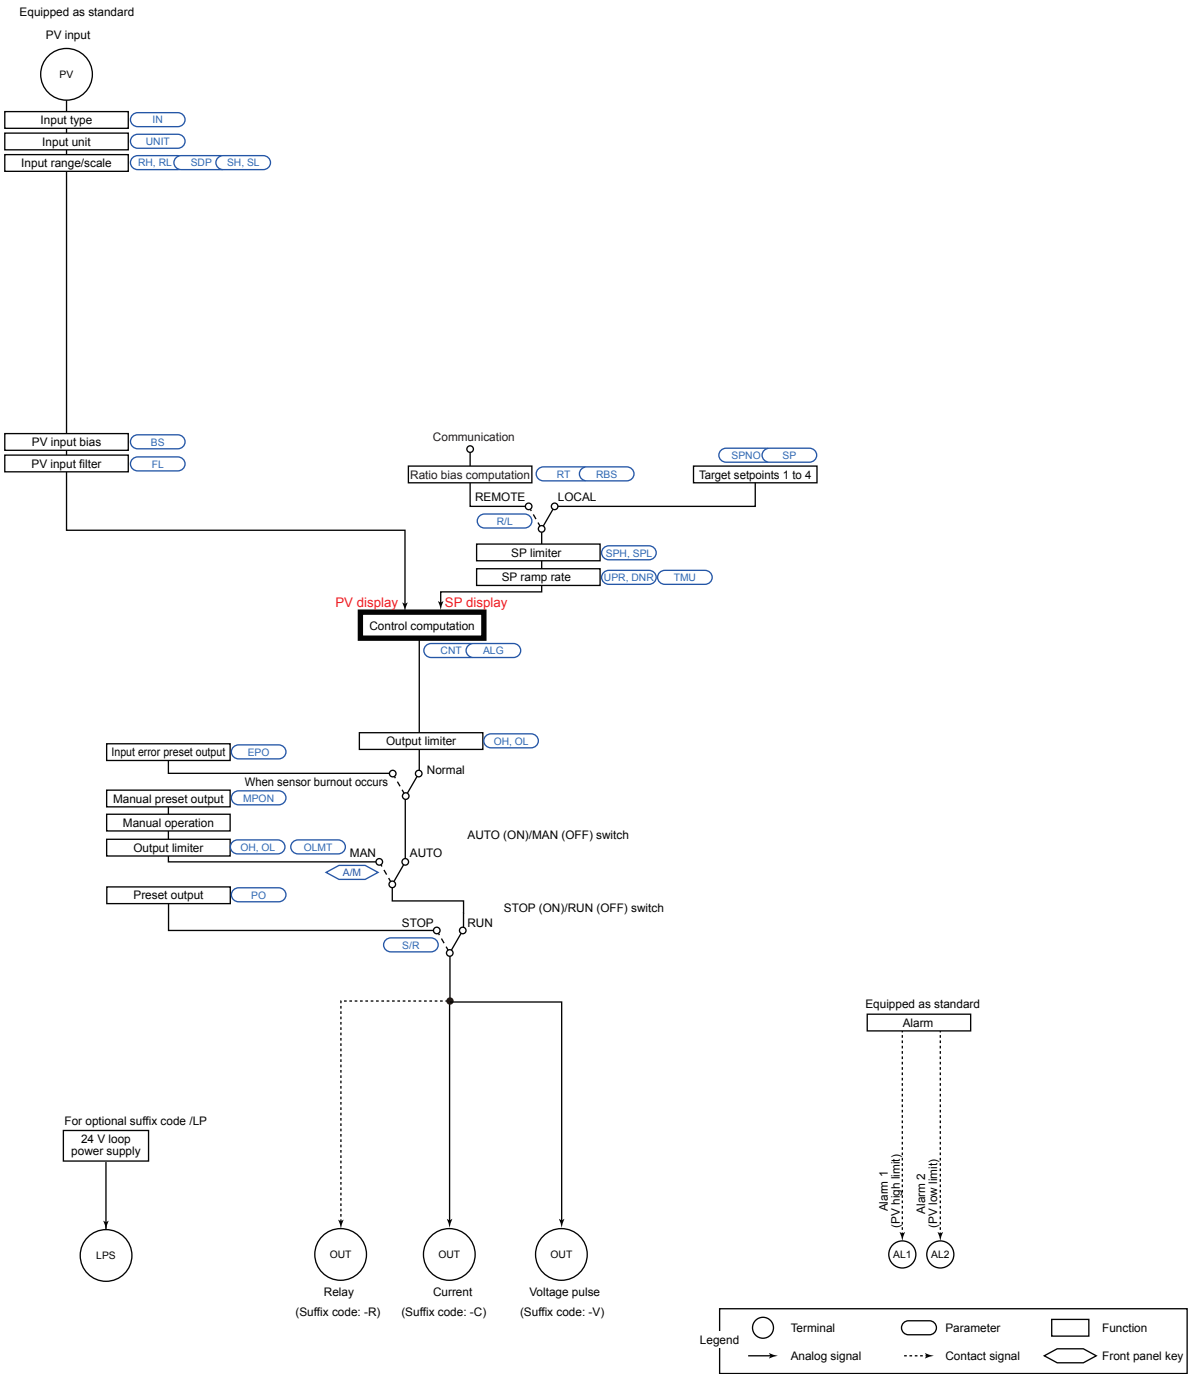 Equipped as standard
PV input
PV
Input type
IN
Input unit
UNIT
Input range/scale
RH, RL
SDP
SH, SL
PV input bias
BS
PV input filter
FL
Communication
Ratio bias computation
RT
RBS
SPNO
SP
Target setpoints 1 to 4
REMOTE
LOCAL
R/L
SP limiter
SPH, SPL
SP ramp rate
UPR, DNR
TMU
PV display
SP display
Control computation
CNT
ALG
Output limiter
OH, OL
Input error preset output
EPO
When sensor burnout occurs
Normal
Manual preset output
MPON
Manual operation
Output limiter
OH, OL
OLMT
MAN
AUTO
A/M
AUTO (ON)/MAN (OFF) switch
Preset output
PO
STOP (ON)/RUN (OFF) switch
STOP
RUN
S/R
Equipped as standard
Alarm
Alarm 1
(PV high limit)
Alarm 2
(PV low limit)
AL1
AL2
For optional suffix code /LP
24 V loop
power supply
LPS
OUT
OUT
OUT
Relay
Current
Voltage pulse
(Suffix code: -R)
(Suffix code: -C)
(Suffix code: -V)
Legend
Terminal
Parameter
Function
Analog signal
Contact signal
Front panel key